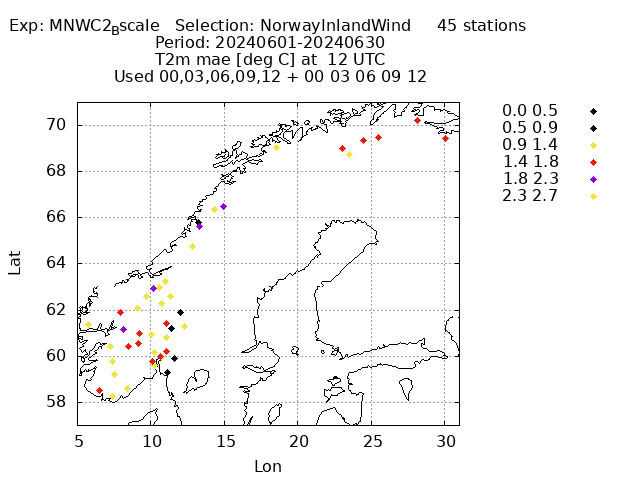 Exp: MNWC2_Bscale   Selection: NorwayInlandWind     45 stations
Period: 20240601-20240630
T2m mae [deg C] at  12 UTC
Used 00,03,06,09,12 + 00 03 06 09 12
0.0 0.5
0.5 0.9
0.9 1.4
1.4 1.8
1.8 2.3
2.3 2.7
Lat
70
68
66
64
62
60
58
5 10 15 20 25 30
Lon